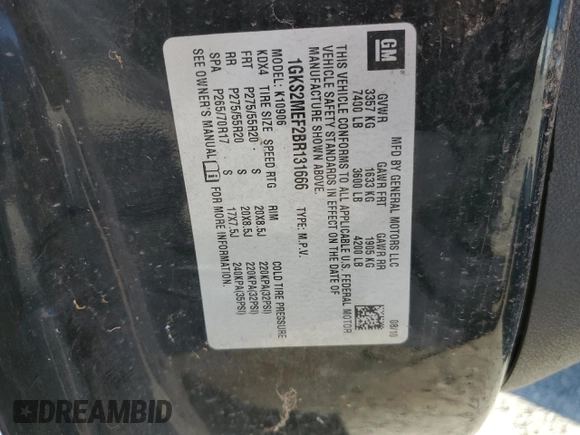 GM
MFD BY GENERAL MOTORS LLC
08/10
GVWR GAWR FRT GAWR RR
3357 KG 1633 KG 1905 KG
7400 LB 3600 LB 4200 LB
THIS VEHICLE CONFORMS TO ALL APPLICABLE U.S. FEDERAL MOTOR
VEHICLE SAFETY STANDARDS IN EFFECT ON THE DATE OF
MANUFACTURE SHOWN ABOVE.
1GKS2MEF2BR131666 TYPE: M.P.V.
MODEL: K10906
KDX4 TIRE SIZE SPEED RTG RIM COLD TIRE PRESSURE
FRT P275/55R20 S 20X8.5J 220KPA(32PSI)
RR P275/55R20 S 20X8.5J 220KPA(32PSI)
SPA P265/70R17 S 17X7.5J 240KPA(35PSI)
SEE OWNER'S MANUAL FOR MORE INFORMATION.
DREAMBID